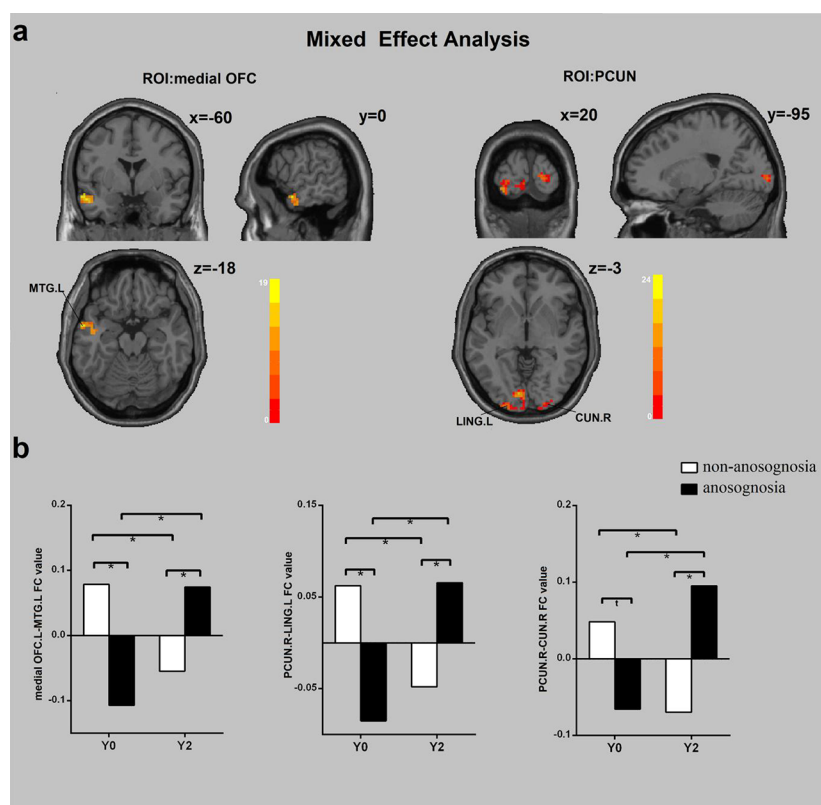 a
Mixed Effect Analysis
ROI:medial OFC
ROI:PCUN
x=-60
y=0
x=20
y=-95
z=-18
z=-3
MTG.L
19
0
24
0
LING.L
CUN.R
b
non-anosognosia
anosognosia
medial OFC.L-MTG.L FC value
0.2
0.1
0.0
-0.1
*
*
*
*
Y0
Y2
PCUN.R-LING.L FC value
0.15
0.05
-0.05
*
*
*
*
Y0
Y2
PCUN.R-CUN.R FC value
0.2
0.1
0.0
-0.1
*
*
t
*
Y0
Y2